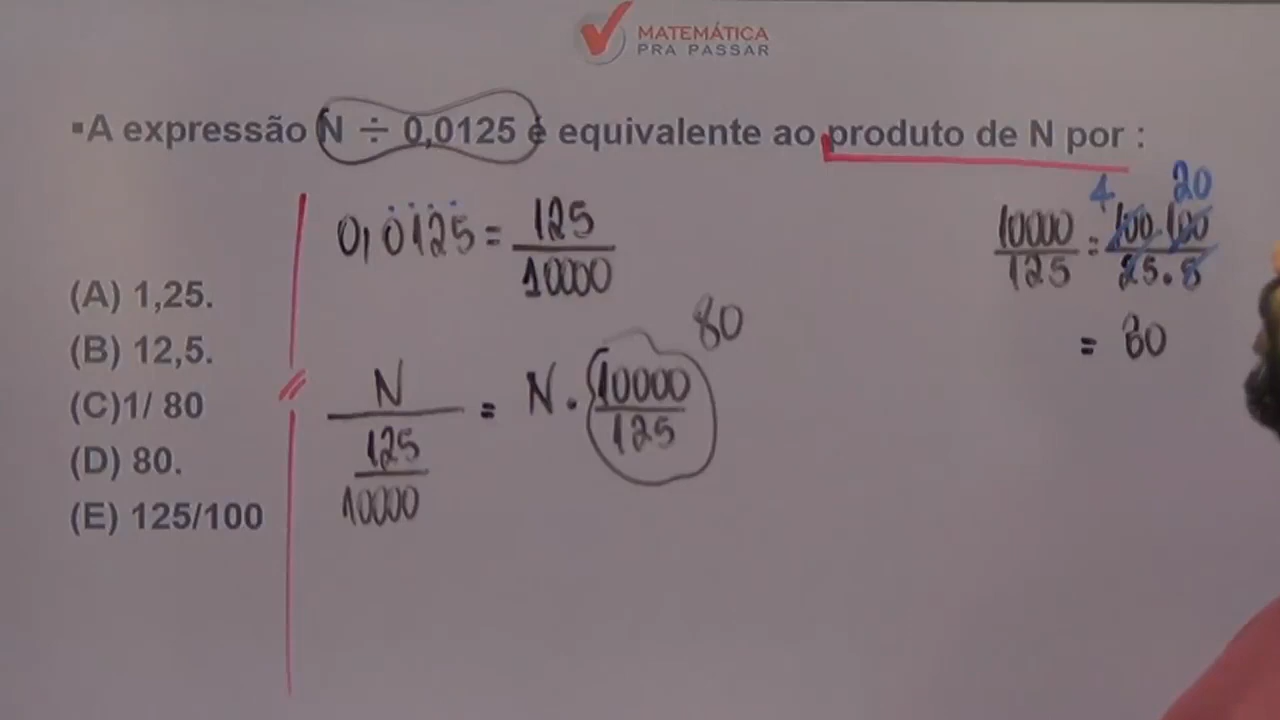 MATEMÁTICA
PRA PASSAR
▪A expressão N ÷ 0,0125 é equivalente ao produto de N por :
(A) 1,25.
(B) 12,5.
(C)1/ 80
(D) 80.
(E) 125/100
0,0125 = 125/10000
N/(125/10000) = N . 10000/125
80
4 20
10000/125 = 100.100/25.8
= 80